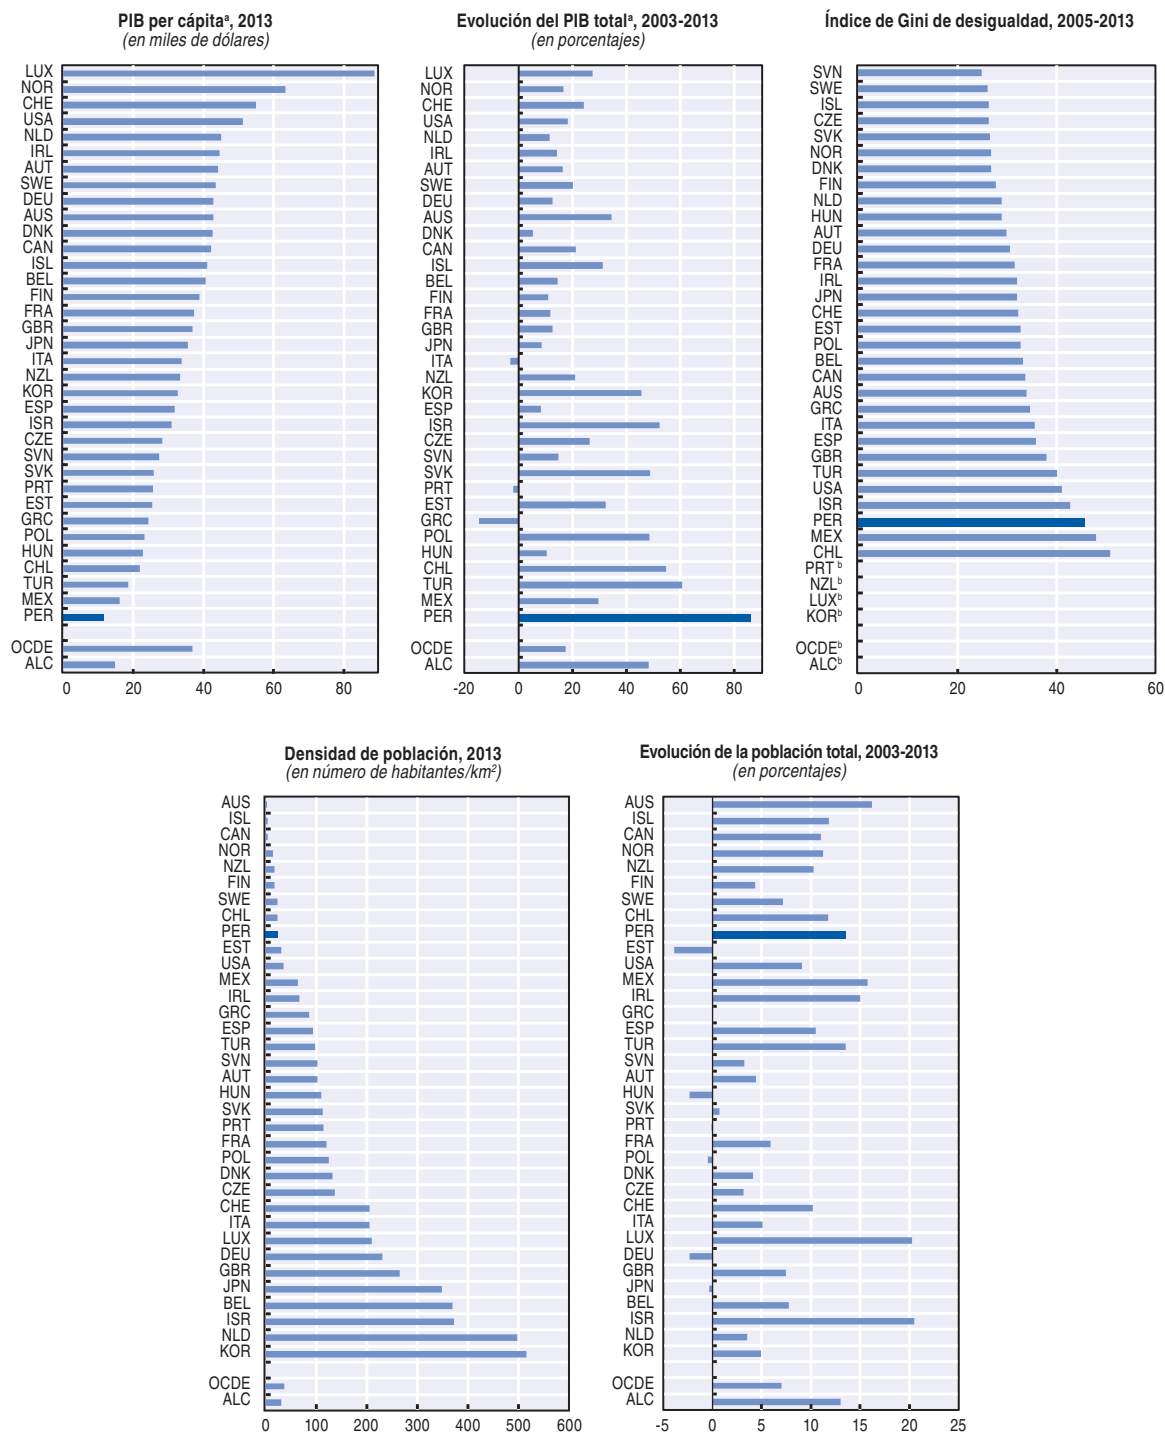 PIB per cápitaᵃ, 2013
(en miles de dólares)
LUX
NOR
CHE
USA
NLD
IRL
AUT
SWE
DEU
AUS
DNK
CAN
ISL
BEL
FIN
FRA
GBR
JPN
ITA
NZL
KOR
ESP
ISR
CZE
SVN
SVK
PRT
EST
GRC
POL
HUN
CHL
TUR
MEX
PER
OCDE
ALC
0 20 40 60 80
Evolución del PIB totalᵃ, 2003-2013
(en porcentajes)
LUX
NOR
CHE
USA
NLD
IRL
AUT
SWE
DEU
AUS
DNK
CAN
ISL
BEL
FIN
FRA
GBR
JPN
ITA
NZL
KOR
ESP
ISR
CZE
SVN
SVK
PRT
EST
GRC
POL
HUN
CHL
TUR
MEX
PER
OCDE
ALC
-20 0 20 40 60 80
Índice de Gini de desigualdad, 2005-2013
SVN
SWE
ISL
CZE
SVK
NOR
DNK
FIN
NLD
HUN
AUT
DEU
FRA
IRL
JPN
CHE
EST
POL
BEL
CAN
AUS
GRC
ITA
ESP
GBR
TUR
USA
ISR
PER
MEX
CHL
PRT ᵇ
NZLᵇ
LUXᵇ
KORᵇ
OCDEᵇ
ALCᵇ
0 20 40 60
Densidad de población, 2013
(en número de habitantes/km²)
AUS
ISL
CAN
NOR
NZL
FIN
SWE
CHL
PER
EST
USA
MEX
IRL
GRC
ESP
TUR
SVN
AUT
HUN
SVK
PRT
FRA
POL
DNK
CZE
CHE
ITA
LUX
DEU
GBR
JPN
BEL
ISR
NLD
KOR
OCDE
ALC
0 100 200 300 400 500 600
Evolución de la población total, 2003-2013
(en porcentajes)
AUS
ISL
CAN
NOR
NZL
FIN
SWE
CHL
PER
EST
USA
MEX
IRL
GRC
ESP
TUR
SVN
AUT
HUN
SVK
PRT
FRA
POL
DNK
CZE
CHE
ITA
LUX
DEU
GBR
JPN
BEL
ISR
NLD
KOR
OCDE
ALC
-5 0 5 10 15 20 25